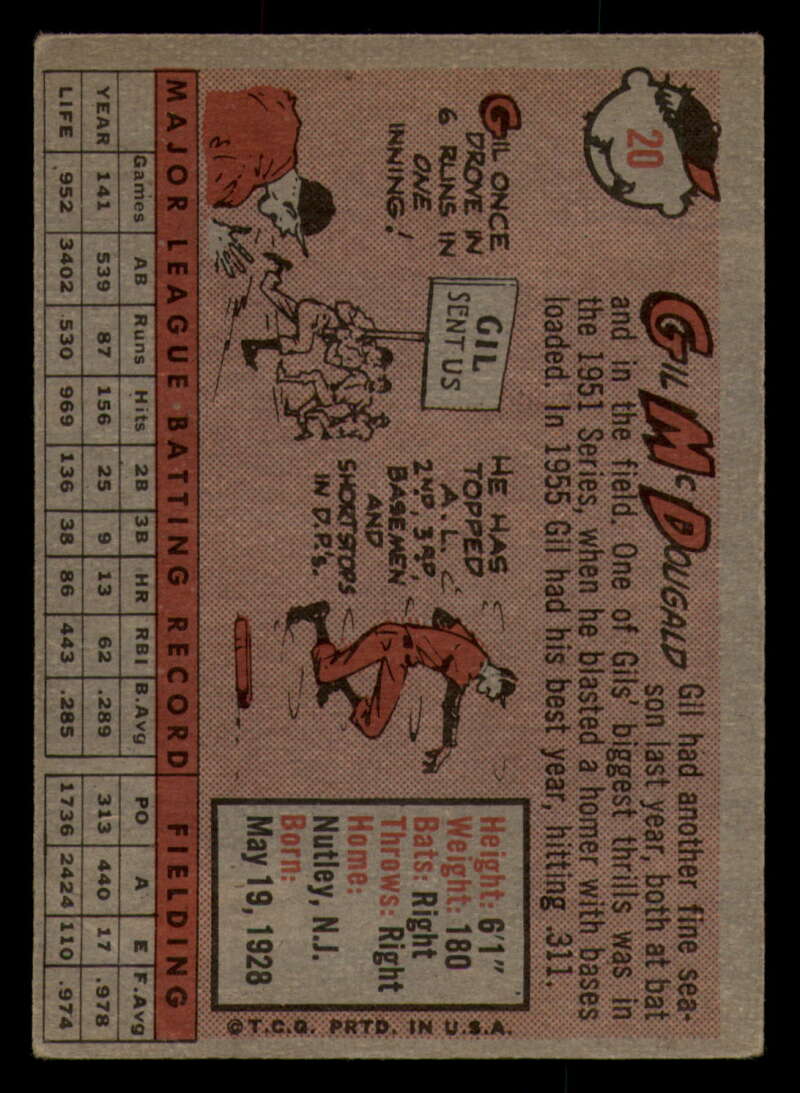 20
GIL McDOUGALD
Gil had another fine sea-
son last year, both at bat
and in the field. One of Gils' biggest thrills was in
the 1951 Series, when he blasted a homer with bases
loaded. In 1955 Gil had his best year, hitting .311.
GIL ONCE
DROVE IN
6 RUNS IN
ONE
INNING!
GIL
SENT US
HE HAS
TOPPED
A.L.
2ND, 3RD,
BASEMEN
AND
SHORTSTOPS
IN D.P.'S.
Height: 6'1"
Weight: 180
Bats: Right
Throws: Right
Home:
Nutley, N.J.
Born:
May 19, 1928
©T.C.G. PRTD. IN U.S.A.
MAJOR LEAGUE BATTING RECORD FIELDING
Games AB Runs Hits 2B 3B HR RBI B.Avg PO A E F.Avg
YEAR 141 539 87 156 25 9 13 62 .289 313 440 17 .978
LIFE 952 3402 530 969 136 38 86 443 .285 1736 2424 110 .974